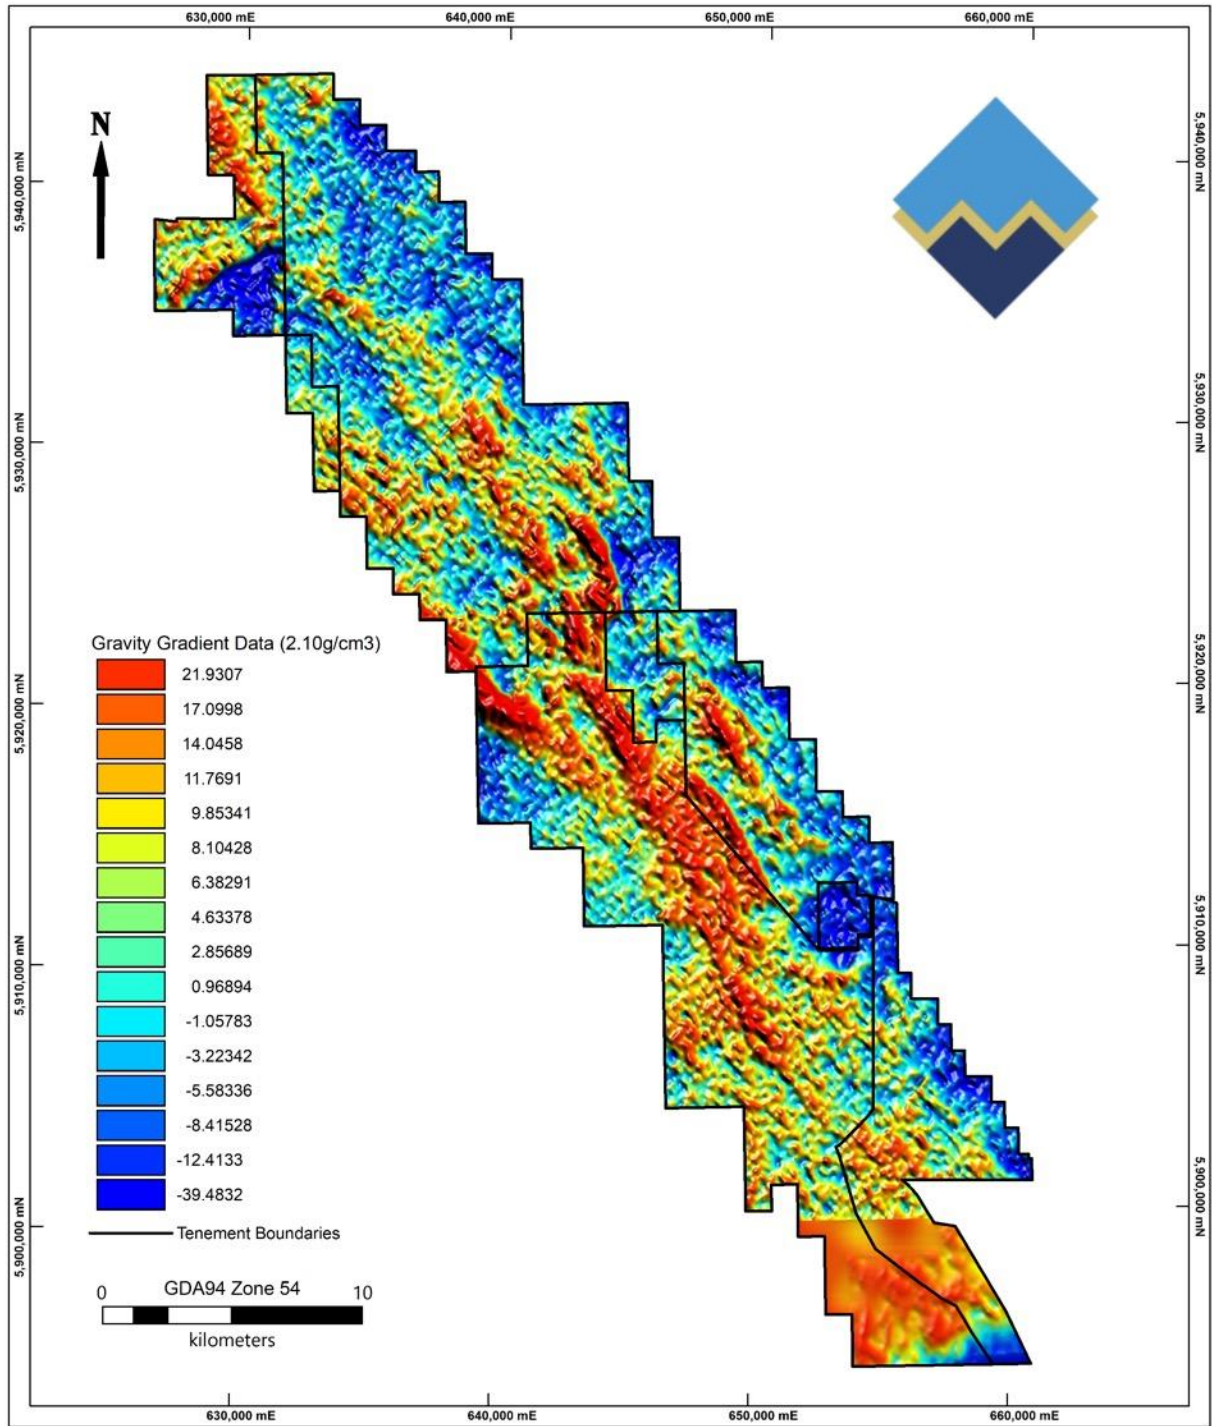 630,000 mE
640,000 mE
650,000 mE
660,000 mE
N
5,940,000 mN
5,940,000 mN
5,930,000 mN
5,930,000 mN
5,920,000 mN
5,920,000 mN
5,910,000 mN
5,910,000 mN
5,900,000 mN
5,900,000 mN
Gravity Gradient Data (2.10g/cm3)
21.9307
17.0998
14.0458
11.7691
9.85341
8.10428
6.38291
4.63378
2.85689
0.96894
-1.05783
-3.22342
-5.58336
-8.41528
-12.4133
-39.4832
Tenement Boundaries
0 GDA94 Zone 54 10
kilometers
630,000 mE
640,000 mE
650,000 mE
660,000 mE